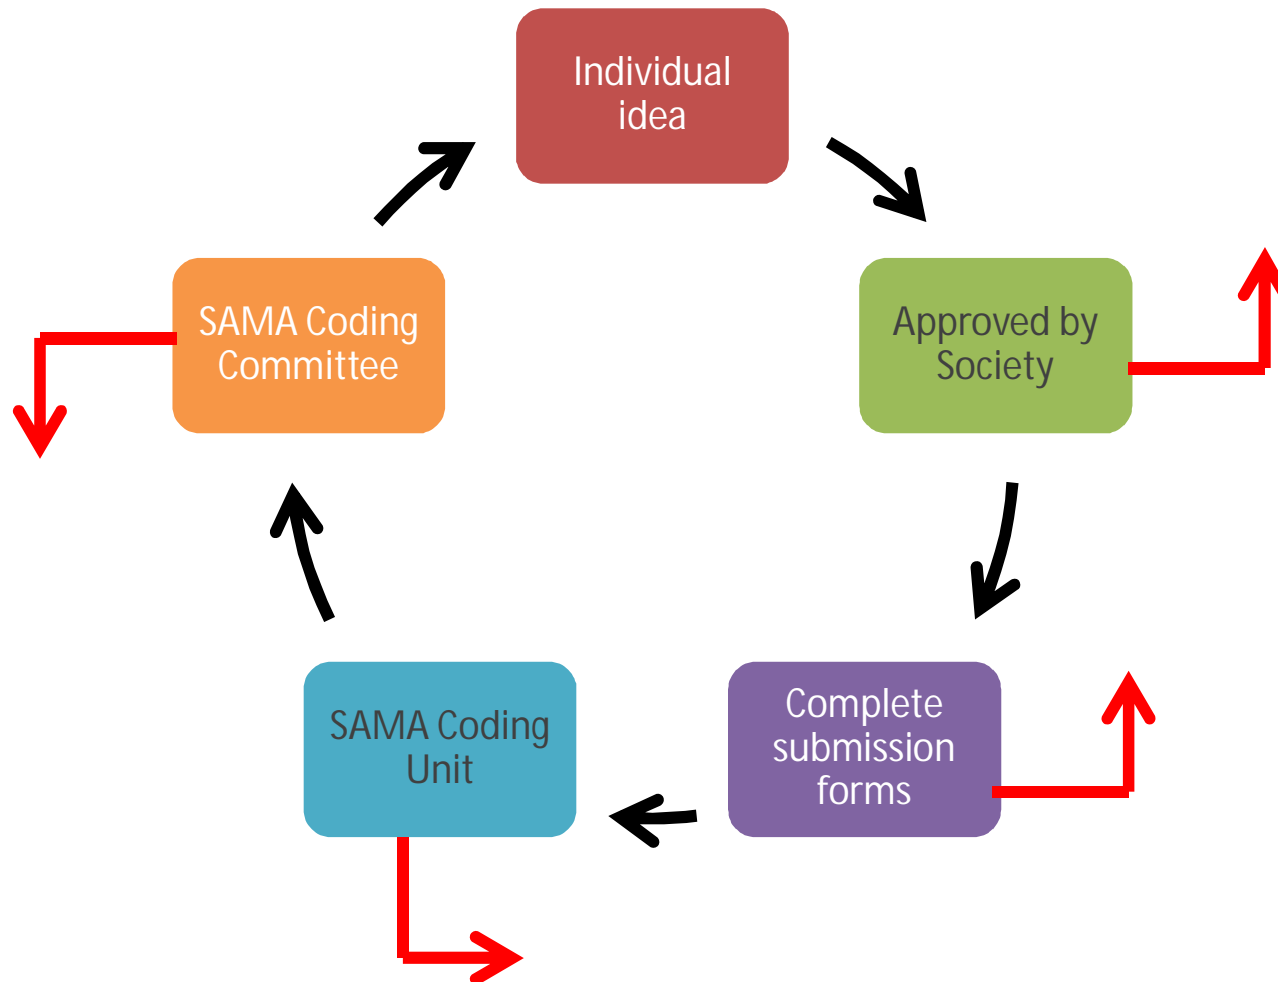 Individual
idea
Approved by
Society
Complete
submission
forms
SAMA Coding
Unit
SAMA Coding
Committee